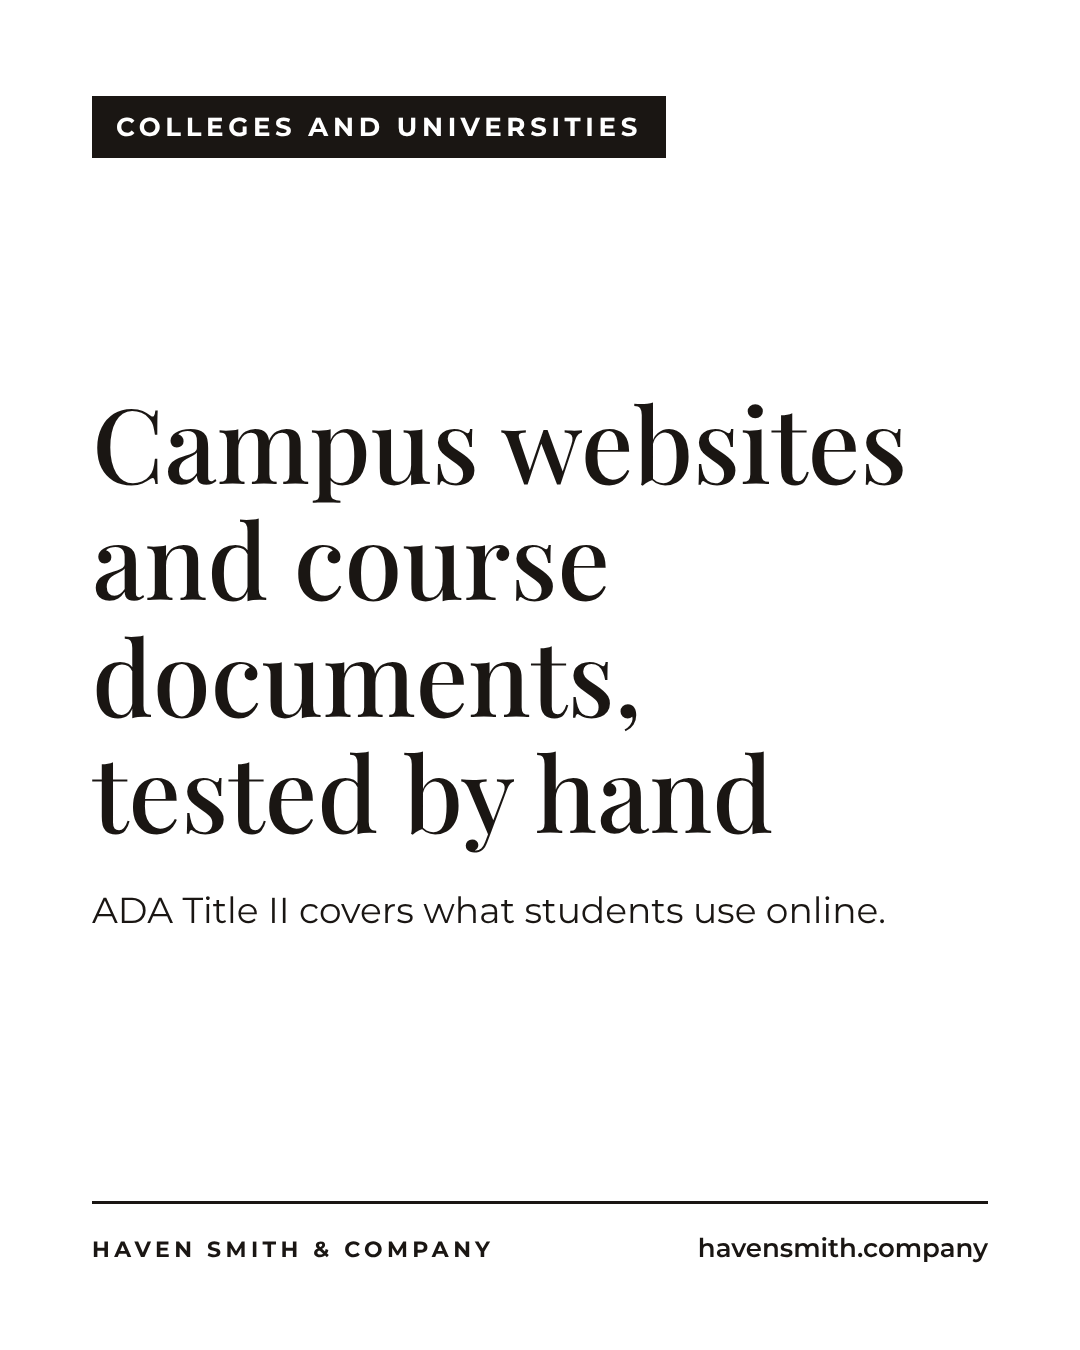 COLLEGES AND UNIVERSITIES
Campus websites
and course
documents,
tested by hand
ADA Title II covers what students use online.
HAVEN SMITH & COMPANY
havensmith.company